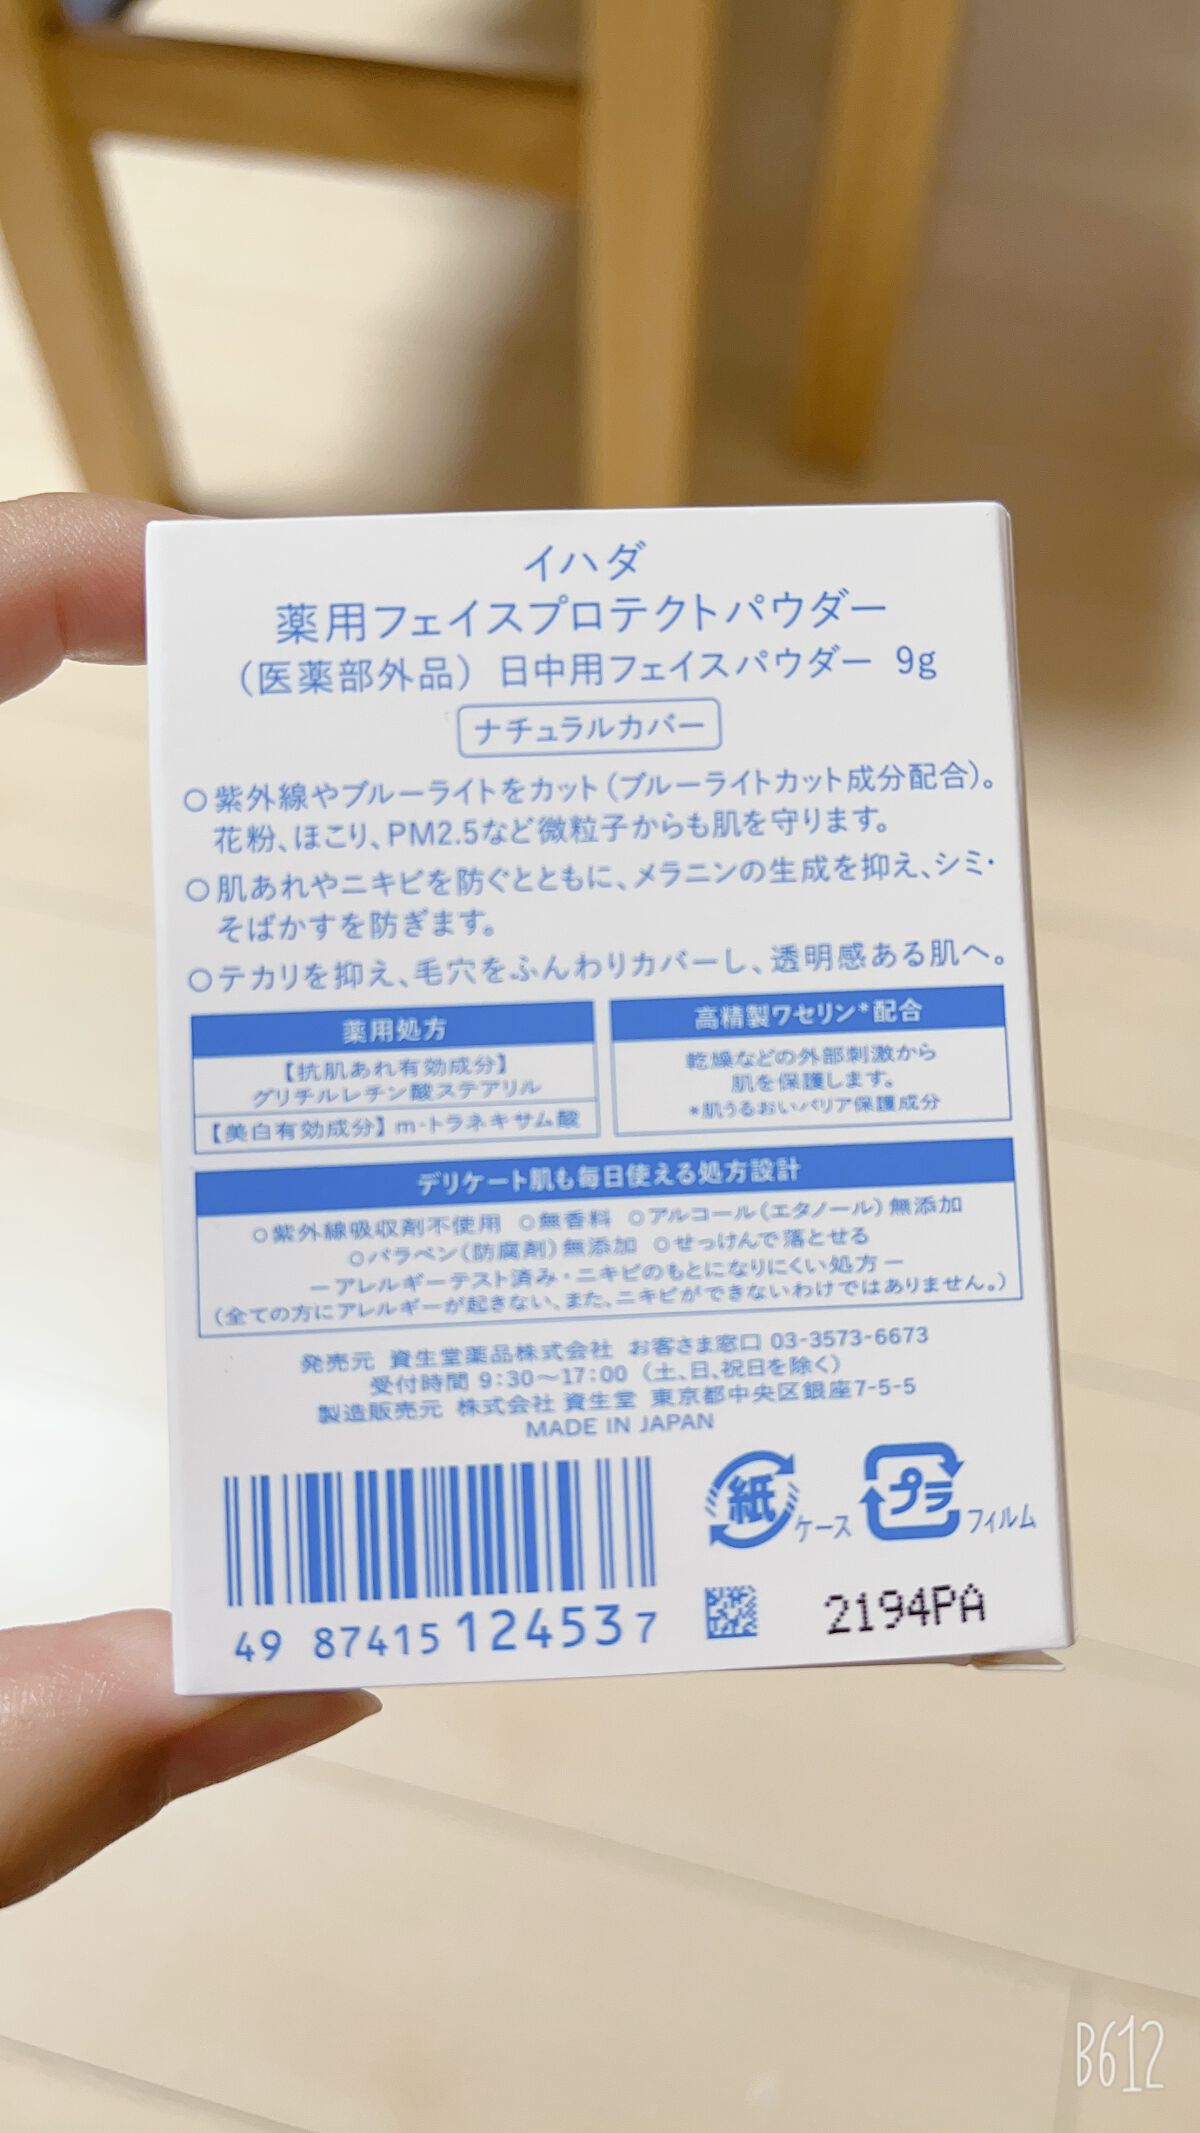 イハダ
薬用フェイスプロテクトパウダー
（医薬部外品） 日中用フェイスパウダー 9g
ナチュラルカバー
○紫外線やブルーライトをカット（ブルーライトカット成分配合）。
花粉、ほこり、PM2.5など微粒子からも肌を守ります。
○肌あれやニキビを防ぐとともに、メラニンの生成を抑え、シミ・
そばかすを防ぎます。
○テカリを抑え、毛穴をふんわりカバーし、透明感ある肌へ。
薬用処方
【抗肌あれ有効成分】
グリチルレチン酸ステアリル
【美白有効成分】m-トラネキサム酸
高精製ワセリン*配合
乾燥などの外部刺激から
肌を保護します。
*肌うるおいバリア保護成分
デリケート肌も毎日使える処方設計
○紫外線吸収剤不使用 ○無香料 ○アルコール（エタノール）無添加
○パラベン（防腐剤）無添加 ○せっけんで落とせる
－アレルギーテスト済み・ニキビのもとになりにくい処方－
（全ての方にアレルギーが起きない、また、ニキビができないわけではありません。）
発売元 資生堂薬品株式会社 お客さま窓口 03-3573-6673
受付時間 9:30～17:00（土、日、祝日を除く）
製造販売元 株式会社 資生堂 東京都中央区銀座7-5-5
MADE IN JAPAN
紙 ケース プラ フィルム
49 87415 12453 7
2194PA
B612